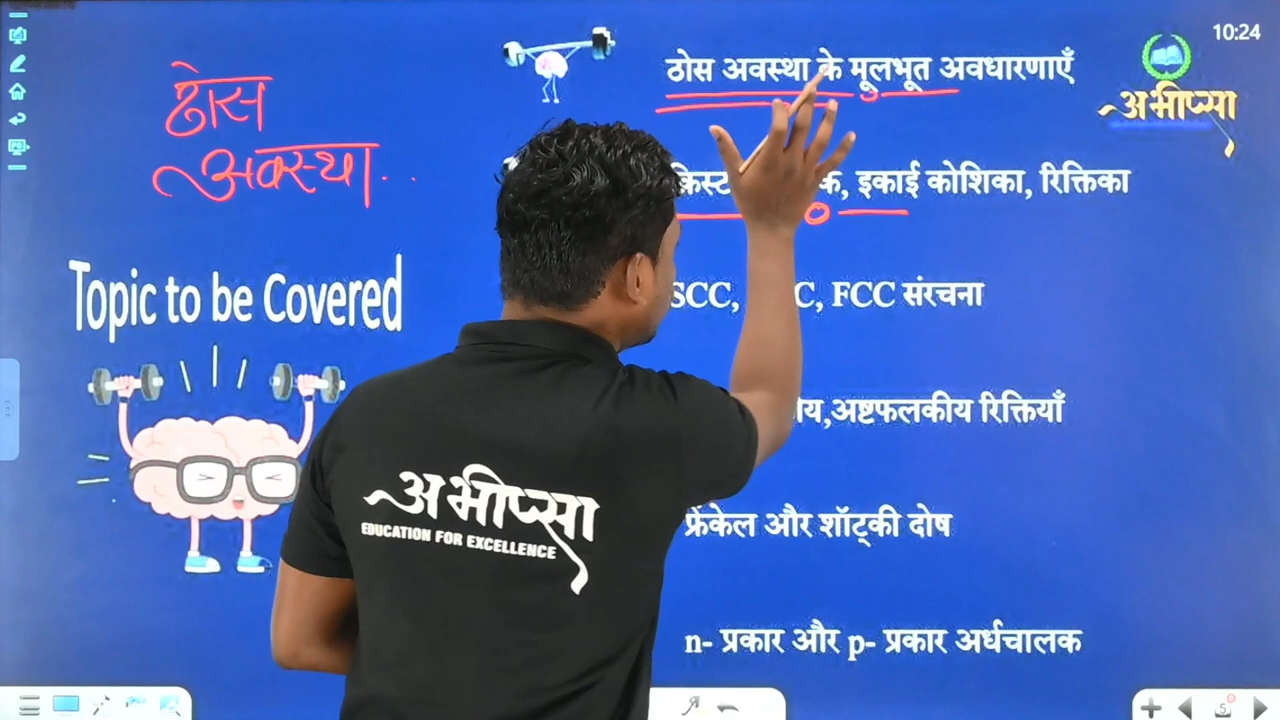 10:24
ठोस
अवस्था..
ठोस अवस्था के मूलभूत अवधारणाएँ
अभीप्सा
इकाई कोशिका, रिक्तिका
Topic to be Covered
SCC, FCC संरचना
अष्टफलकीय रिक्तियाँ
फ्रेंकेल और शॉट्की दोष
n- प्रकार और p- प्रकार अर्धचालक
अभीप्सा
EDUCATION FOR EXCELLENCE
5